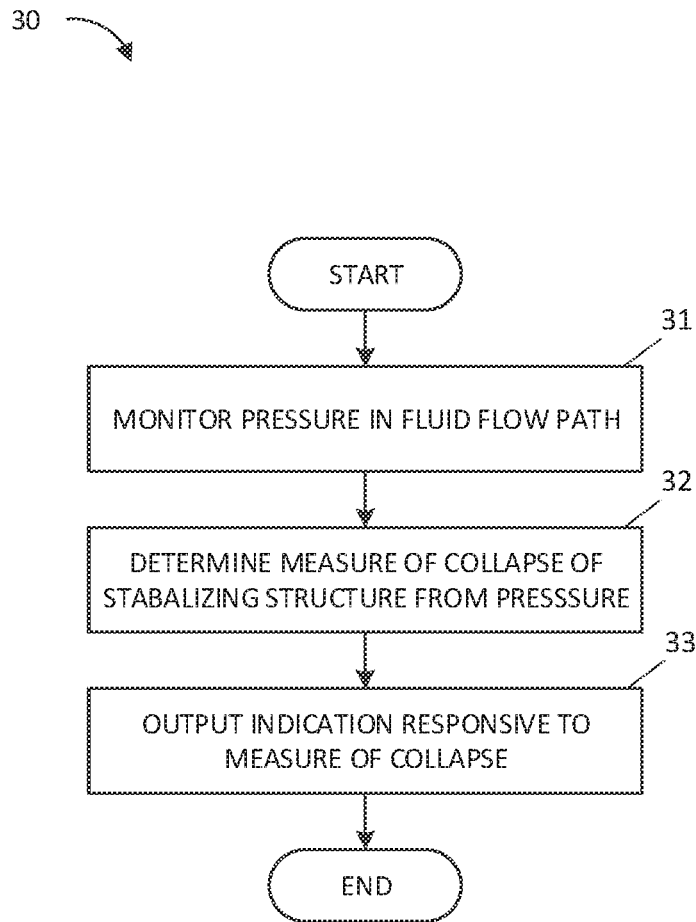 30
START
31
MONITOR PRESSURE IN FLUID FLOW PATH
32
DETERMINE MEASURE OF COLLAPSE OF
STABALIZING STRUCTURE FROM PRESSSURE
33
OUTPUT INDICATION RESPONSIVE TO
MEASURE OF COLLAPSE
END